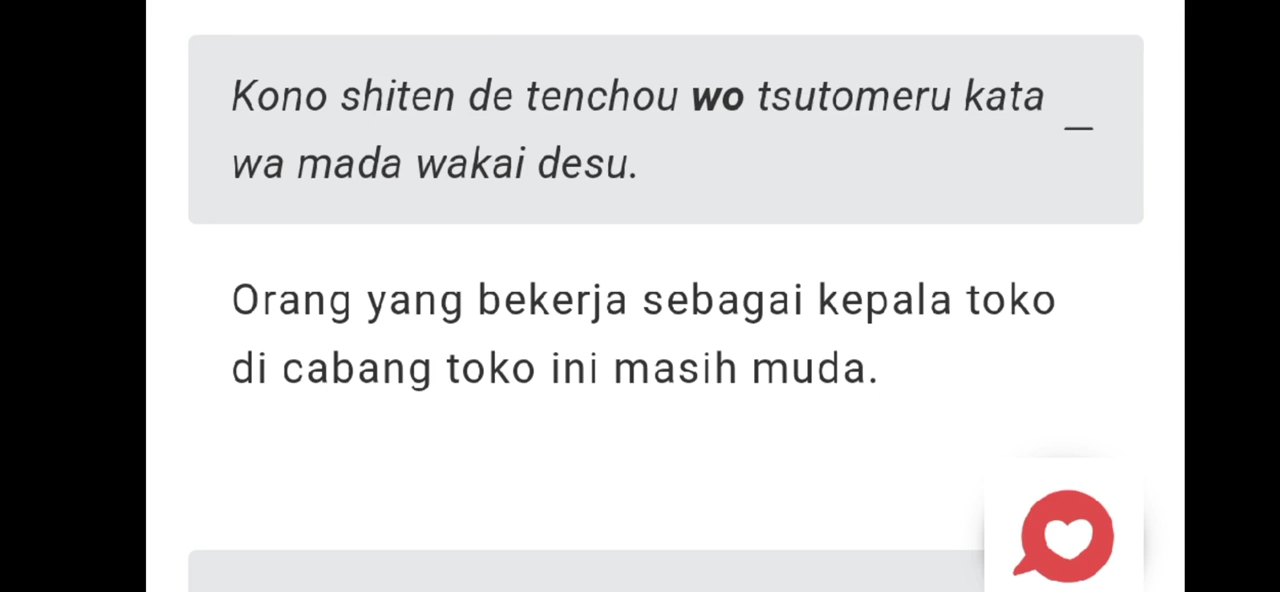 Kono shiten de tenchou wo tsutomeru kata
wa mada wakai desu.
Orang yang bekerja sebagai kepala toko
di cabang toko ini masih muda.